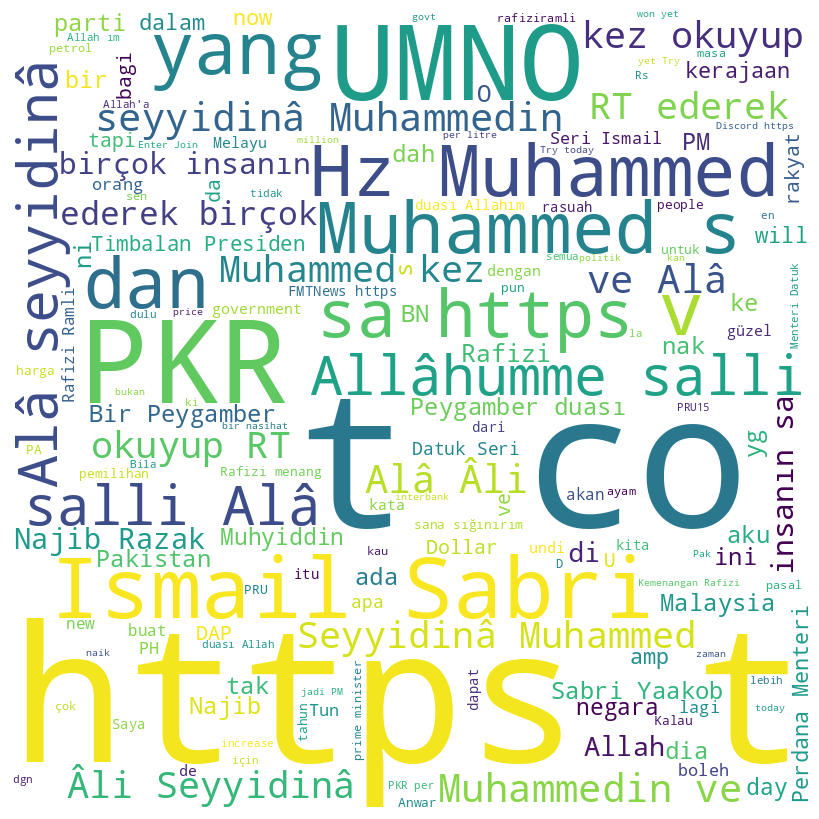 govt
rafiziramli
won yet
parti dalam now
yang UMNO kez okuyup
Allah ım
petrol
masa
yet Try
bir
bagi
Rs
kerajaan
Allah'a
O
seyyidinâ Muhammedin
RT ederek
Discord https
tapi
Enter Join
Melayu
million
per litre
Seri Ismail PM
birçok insanın
dah
Hz Muhammed
Try today
rakyat
orang
sen
da
tidak
duası Allahım
rasuah
people
en
ederek birçok
Muhammed s
will
Timbalan Presiden
ni
semua
politik
untuk
kan
Muhammed kez
s
dengan
ve Alâ
dan
FMTNews https
pun
Menteri Datuk
Alâ seyyidinâ
Rafizi Ramli
dulu
price
government
sa
BN
https
V
ke
güzel
PKR
la
Rafizi
nak
harga
Allâhumme salli
bukan
ki
Bir Peygamber
Peygamber duası
PRU15
bir nasihat
dari
okuyup RT
t co
Datuk Seri
yg
insanın sa
PA
Bila
pemilihan
Rafizi menang
Alâ Âli
akan
ayam
interbank
kata
ve
salli Alâ
sana sığınırım
aku
Najib Razak
Muhyiddin
kau
Dollar
undi
di
kita
ini
Pakistan
itu
ada
D
U
Pak
Ismail Sabri
PRU
Kemenangan Rafizi
pasal
apa
Malaysia
new
buat
DAP
https t
Seyyidinâ Muhammed
Perdana Menteri
naik
PH
duası Allah
amp
zaman
tak
jadi PM
prime minister
dapat
Sabri Yaakob
lebih
çok
Najib
tahun
Tun
negara
lagi
today
Saya
Kalau
increase
Allah
dia
dgn
için
de
boleh
Âli Seyyidinâ
PKR per
Anwar
Muhammedin ve
day